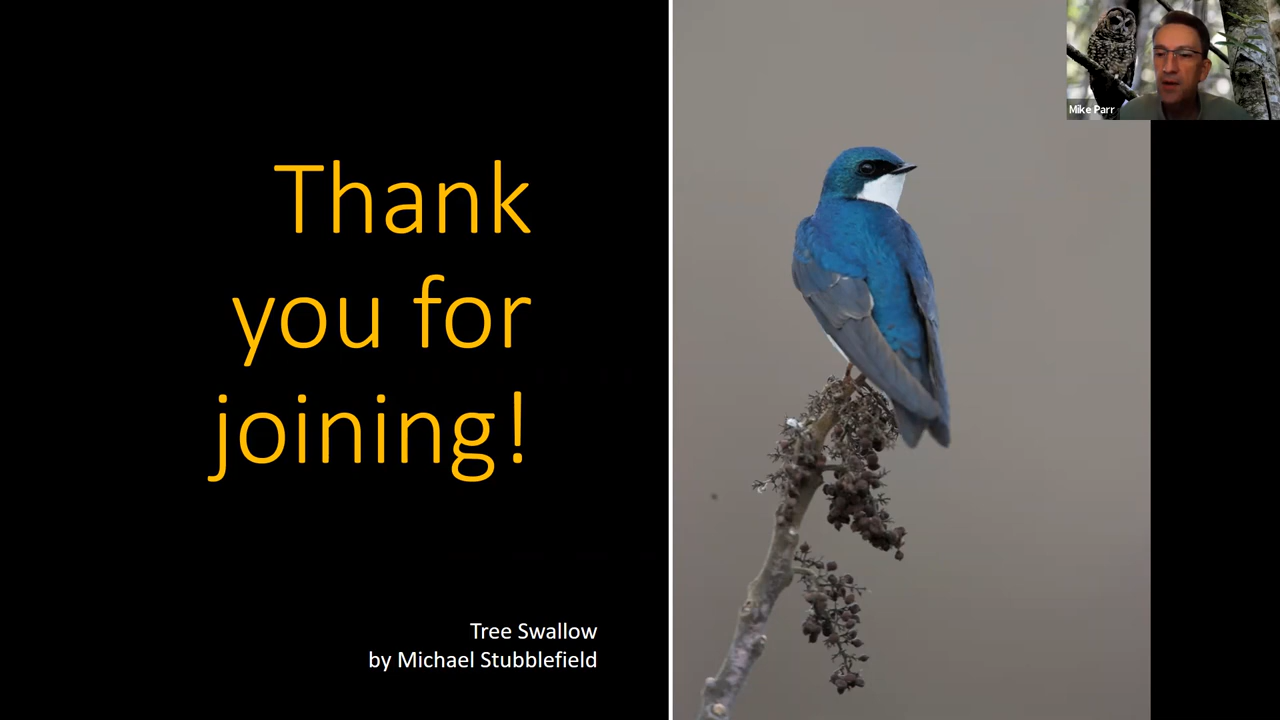 Thank
you for
joining!
Tree Swallow
by Michael Stubblefield
Mike Parr